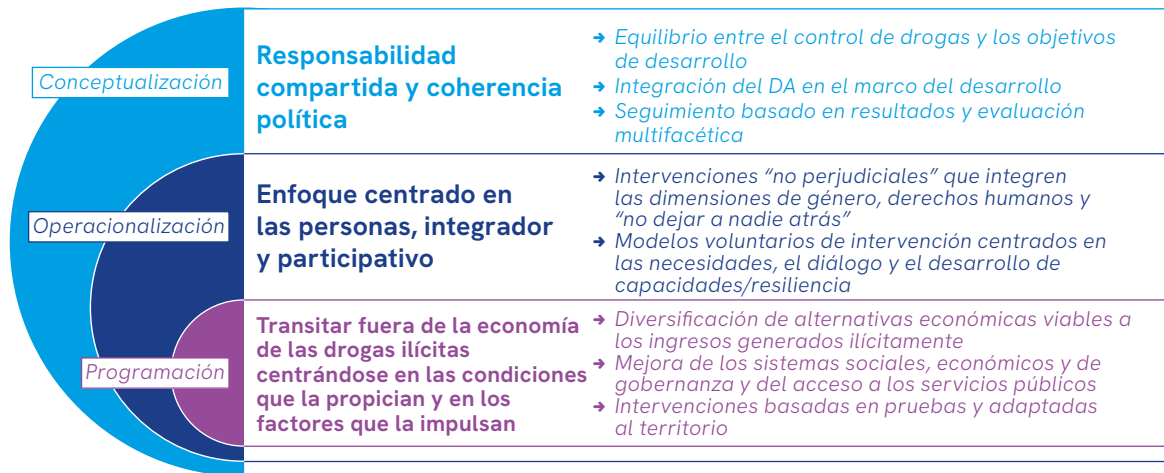 Conceptualización
Responsabilidad
compartida y coherencia
política
➔ Equilibrio entre el control de drogas y los objetivos
de desarrollo
➔ Integración del DA en el marco del desarrollo
➔ Seguimiento basado en resultados y evaluación
multifacética
Operacionalización
Enfoque centrado en
las personas, integrador
y participativo
➔ Intervenciones “no perjudiciales” que integren
las dimensiones de género, derechos humanos y
“no dejar a nadie atrás”
➔ Modelos voluntarios de intervención centrados en
las necesidades, el diálogo y el desarrollo de
capacidades/resiliencia
Programación
Transitar fuera de la economía
de las drogas ilícitas
centrándose en las condiciones
que la propician y en los
factores que la impulsan
➔ Diversificación de alternativas económicas viables a
los ingresos generados ilícitamente
➔ Mejora de los sistemas sociales, económicos y de
gobernanza y del acceso a los servicios públicos
➔ Intervenciones basadas en pruebas y adaptadas
al territorio